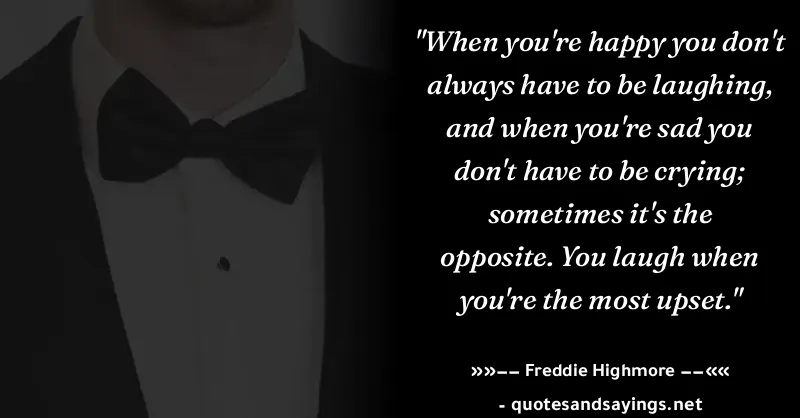 "When you're happy you don't
always have to be laughing,
and when you're sad you
don't have to be crying;
sometimes it's the
opposite. You laugh when
you're the most upset."
»»–– Freddie Highmore ––««
- quotesandsayings.net